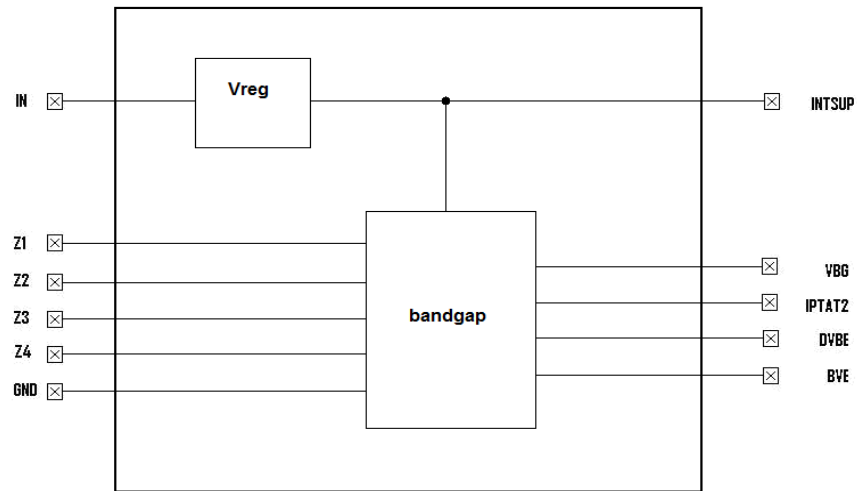 Vreg
IN
INTSUP
Z1
Z2
Z3
Z4
GND
bandgap
VBG
IPTAT2
DVBE
BVE